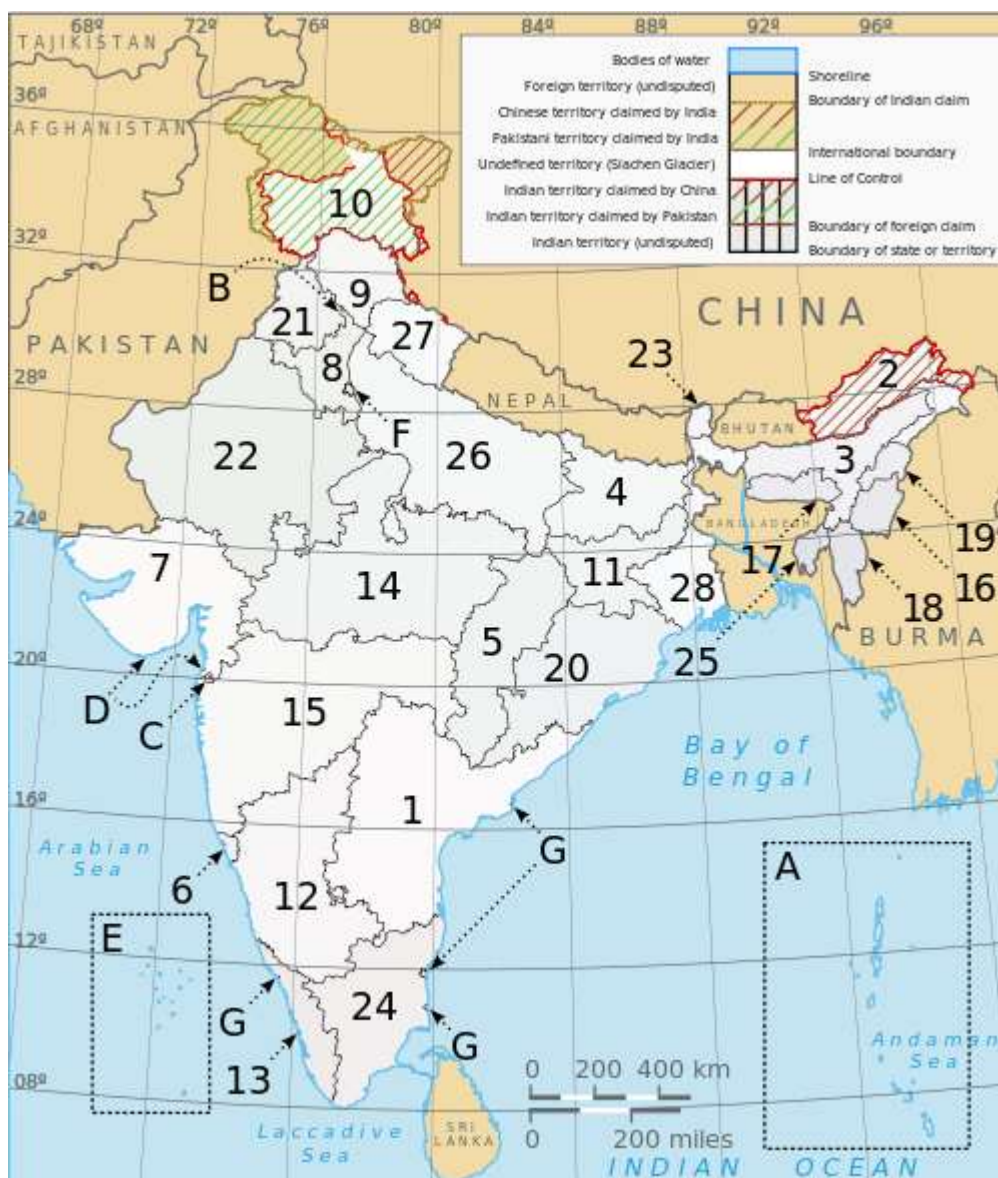 68º 72º 76º 80º 84º 88º 92º 96º
TAJIKISTAN
36º
AFGHANISTAN
Bodies of water
Foreign territory (undisputed)
Chinese territory claimed by India
Pakistani territory claimed by India
Undefined territory (Siachen Glacier)
Indian territory claimed by China
Indian territory claimed by Pakistan
Indian territory (undisputed)
Shoreline
Boundary of Indian claim
International boundary
Line of Control
Boundary of foreign claim
Boundary of state or territory
10
32º
B
9
CHINA
21
27
PAKISTAN
8
23
2
28º
NEPAL
BHUTAN
F
22
26
3
4
24º
BANGLADESH
19
7
17
16
14
11
28
18
BURMA
5
20
25
20º
D
C
15
Bay of
Bengal
1
16º
Arabian
Sea
G
A
6
12
12º
E
24
G
G
Andaman
Sea
13
08º
0 200 400 km
0 200 miles
SRI
LANKA
Laccadive
Sea
INDIAN OCEAN